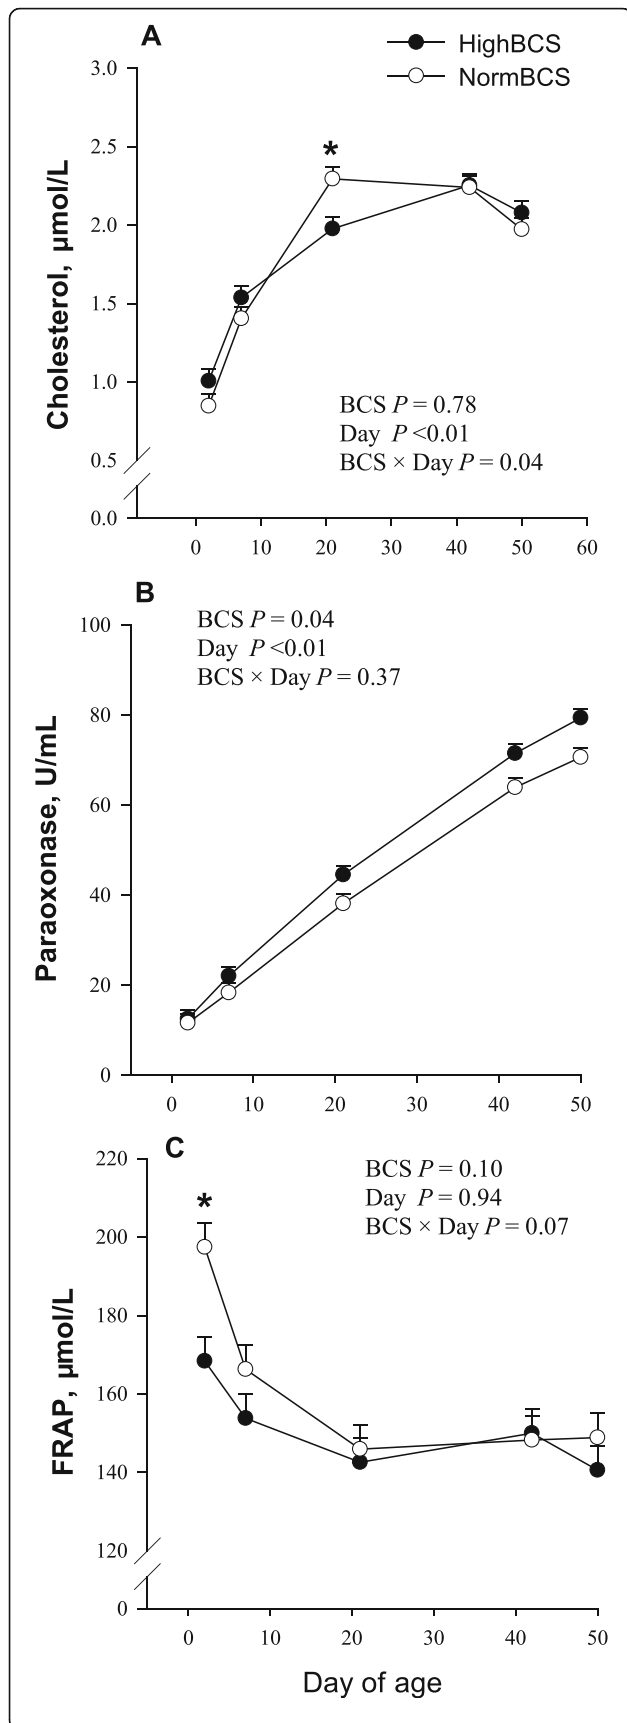 A
HighBCS
NormBCS
*
3.0
2.5
2.0
1.5
1.0
0.5
0.0
Cholesterol, µmol/L
BCS P = 0.78
Day P <0.01
BCS × Day P = 0.04
0 10 20 30 40 50 60
B
BCS P = 0.04
Day P <0.01
BCS × Day P = 0.37
100
80
60
40
20
0
Paraoxonase, U/mL
0 10 20 30 40 50
C
BCS P = 0.10
Day P = 0.94
BCS × Day P = 0.07
*
220
200
180
160
140
120
0
FRAP, µmol/L
0 10 20 30 40 50
Day of age